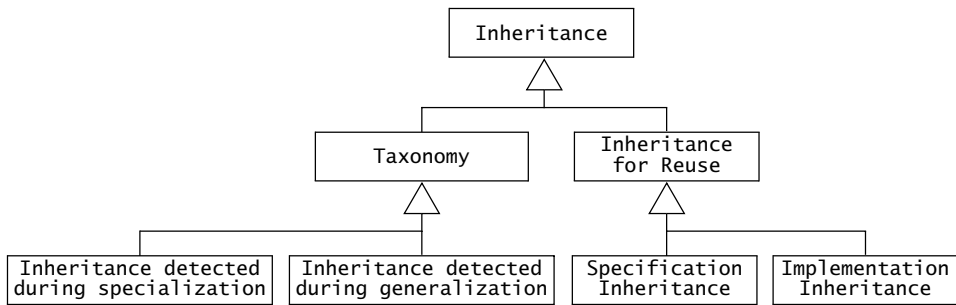 Inheritance
Taxonomy
Inheritance
for Reuse
Inheritance detected
during specialization
Inheritance detected
during generalization
Specification
Inheritance
Implementation
Inheritance